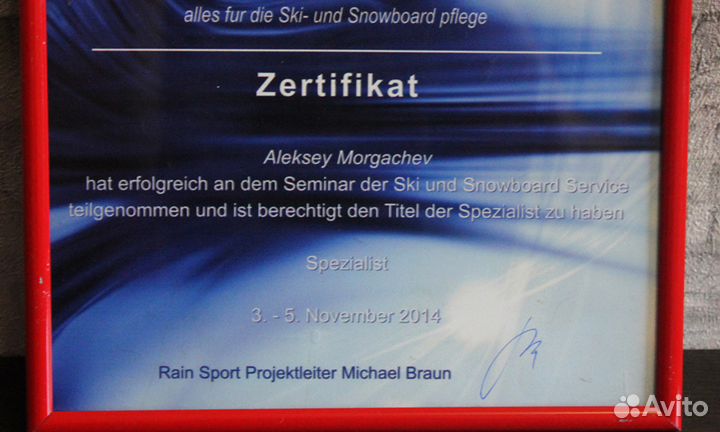 alles fur die Ski- und Snowboard pflege
Zertifikat
Aleksey Morgachev
hat erfolgreich an dem Seminar der Ski und Snowboard Service
teilgenommen und ist berechtigt den Titel der Spezialist zu haben
Spezialist
3. - 5. November 2014
Rain Sport Projektleiter Michael Braun
Avito